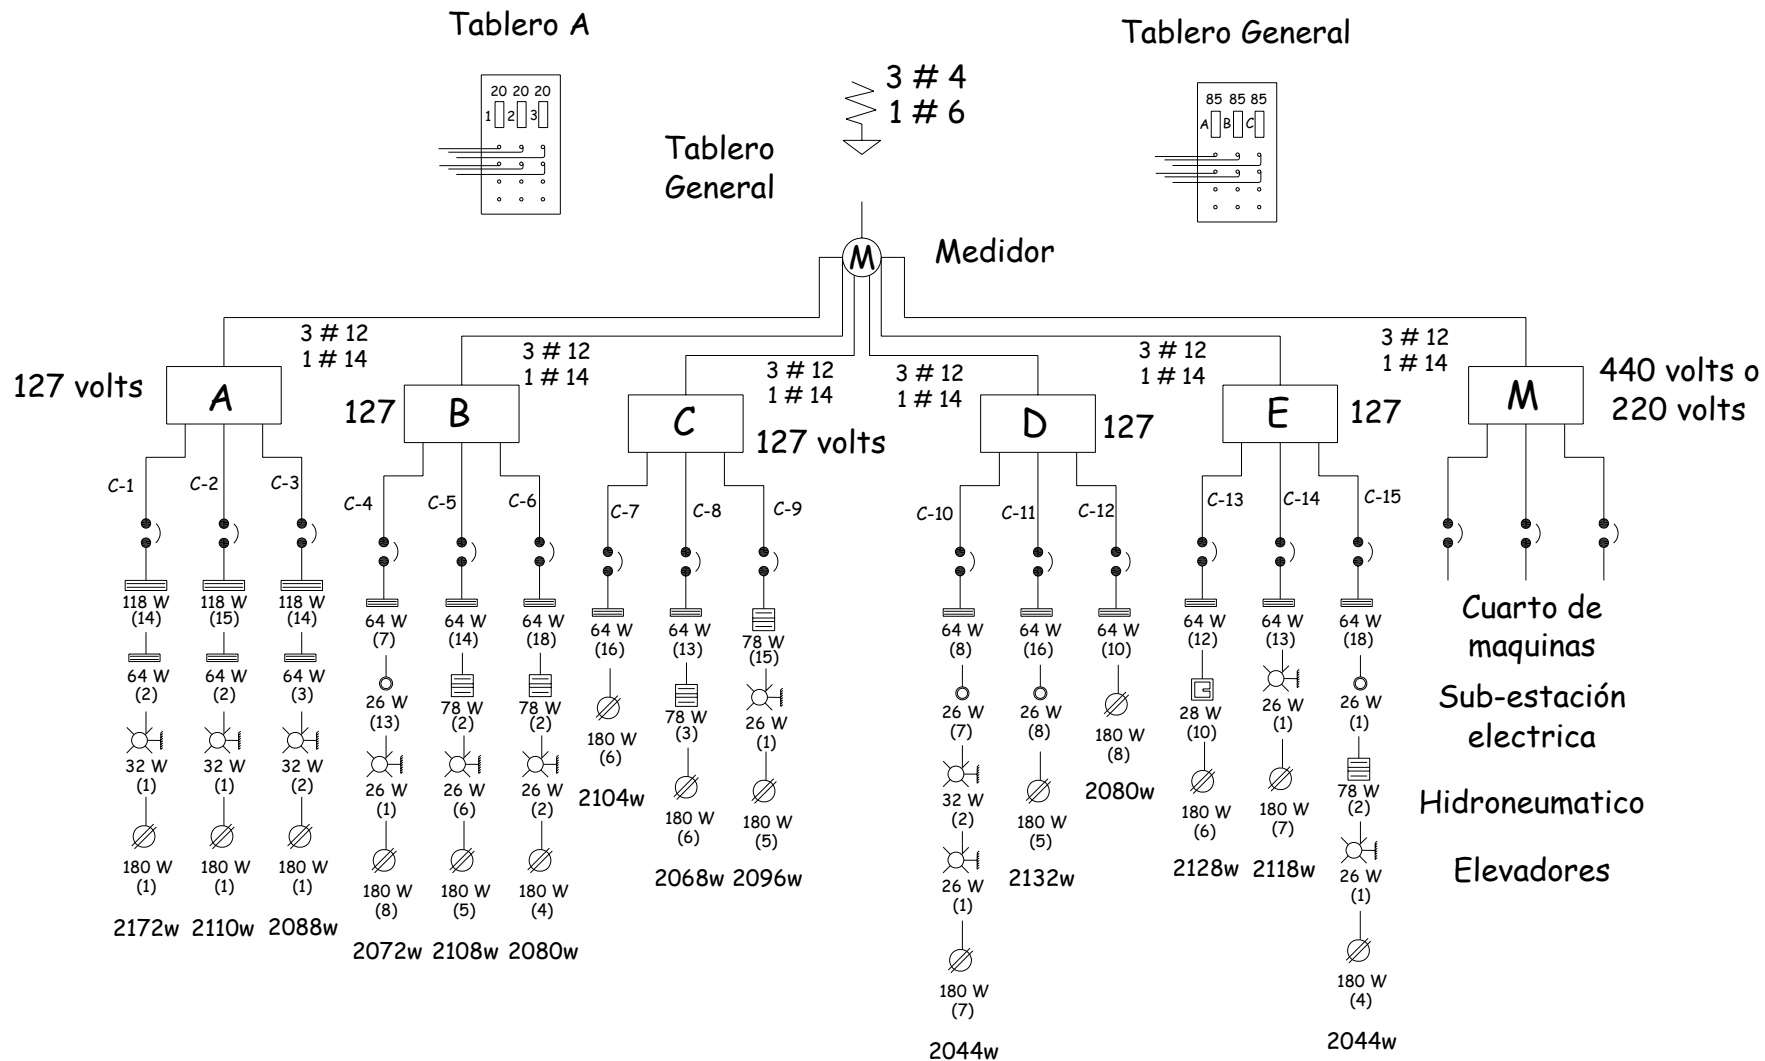 Tablero A
20 20 20
1 2 3
3 # 4
1 # 6
Tablero
General
Tablero General
85 85 85
A B C
M
Medidor
3 # 12
1 # 14
3 # 12
1 # 14
3 # 12
1 # 14
3 # 12
1 # 14
3 # 12
1 # 14
3 # 12
1 # 14
127 volts
A
127
B
C
127 volts
D
127
E
127
M
440 volts o
220 volts
C-1
118 W
(14)
64 W
(2)
32 W
(1)
180 W
(1)
2172w
C-2
118 W
(15)
64 W
(2)
32 W
(1)
180 W
(1)
2110w
C-3
118 W
(14)
64 W
(3)
32 W
(2)
180 W
(1)
2088w
C-4
64 W
(7)
26 W
(13)
26 W
(1)
180 W
(8)
2072w
C-5
64 W
(14)
78 W
(2)
26 W
(6)
180 W
(5)
2108w
C-6
64 W
(18)
78 W
(2)
26 W
(2)
180 W
(4)
2080w
C-7
64 W
(16)
180 W
(6)
2104w
C-8
64 W
(13)
78 W
(3)
180 W
(6)
2068w
C-9
78 W
(15)
26 W
(1)
180 W
(5)
2096w
C-10
64 W
(8)
26 W
(7)
32 W
(2)
26 W
(1)
180 W
(7)
2044w
C-11
64 W
(16)
26 W
(8)
180 W
(5)
2132w
C-12
64 W
(10)
180 W
(8)
2080w
C-13
64 W
(12)
28 W
(10)
180 W
(6)
2128w
C-14
64 W
(13)
26 W
(1)
180 W
(7)
2118w
C-15
64 W
(18)
26 W
(1)
78 W
(2)
26 W
(1)
180 W
(4)
2044w
Cuarto de
maquinas
Sub-estación
electrica
Hidroneumatico
Elevadores